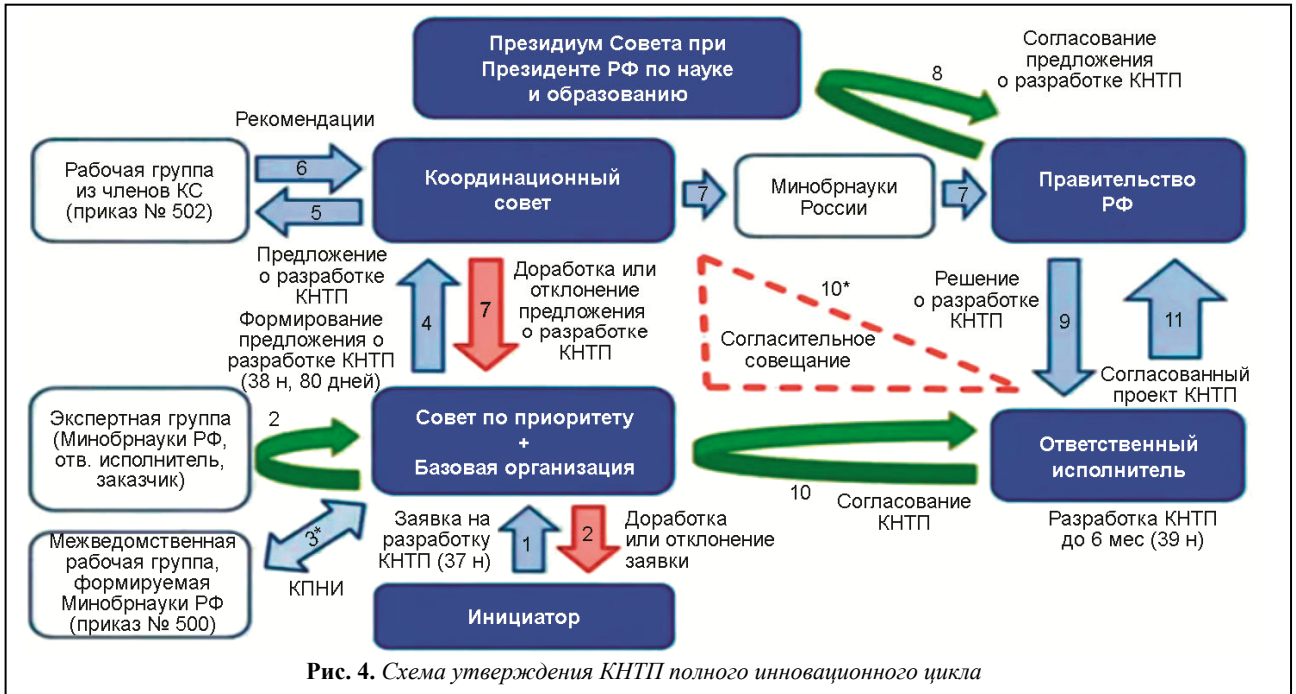 Президиум Совета при
Президенте РФ по науке
и образованию
8
Согласование
предложения
о разработке КНТП
Рекомендации
Рабочая группа
из членов КС
(приказ № 502)
6
5
Координационный
совет
7
Минобрнауки
России
7
Правительство
РФ
Предложение
о разработке
КНТП
Формирование
предложения о
разработке КНТП
(38 н, 80 дней)
4
7
Доработка или
отклонение
предложения
о разработке
КНТП
10*
Согласительное
совещание
Решение
о разработке
КНТП
9
11
Согласованный
проект КНТП
Экспертная группа
(Минобрнауки РФ,
отв. исполнитель,
заказчик)
2
Совет по приоритету
+
Базовая организация
10
Согласование
КНТП
Ответственный
исполнитель
Разработка КНТП
до 6 мес (39 н)
Межведомственная
рабочая группа,
формируемая
Минобрнауки РФ
(приказ № 500)
3*
КПНИ
Заявка на
разработку
КНТП (37 н)
1
2
Доработка
или отклонение
заявки
Инициатор
Рис. 4. Схема утверждения КНТП полного инновационного цикла